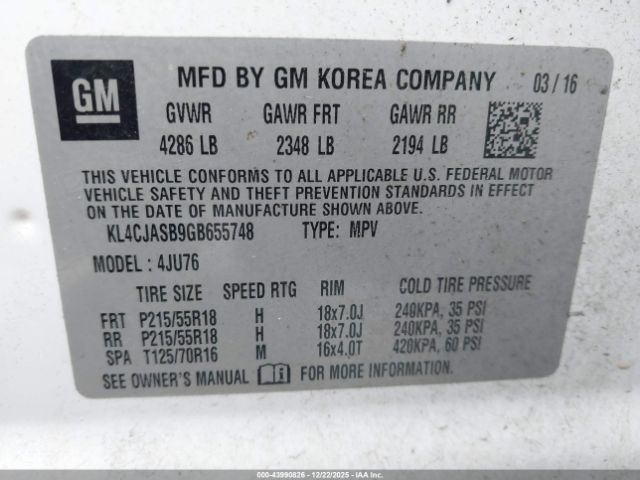 GM MFD BY GM KOREA COMPANY 03 / 16
GVWR GAWR FRT GAWR RR
4286 LB 2348 LB 2194 LB
THIS VEHICLE CONFORMS TO ALL APPLICABLE U.S. FEDERAL MOTOR
VEHICLE SAFETY AND THEFT PREVENTION STANDARDS IN EFFECT
ON THE DATE OF MANUFACTURE SHOWN ABOVE.
KL4CJASB9GB655748 TYPE: MPV
MODEL : 4JU76
TIRE SIZE SPEED RTG RIM COLD TIRE PRESSURE
FRT P215/55R18 H 18x7.0J 240KPA, 35 PSI
RR P215/55R18 H 18x7.0J 240KPA, 35 PSI
SPA T125/70R16 M 16x4.0T 420KPA, 60 PSI
SEE OWNER'S MANUAL FOR MORE INFORMATION.
000-43990826 - 12/22/2025 - IAA, LLC